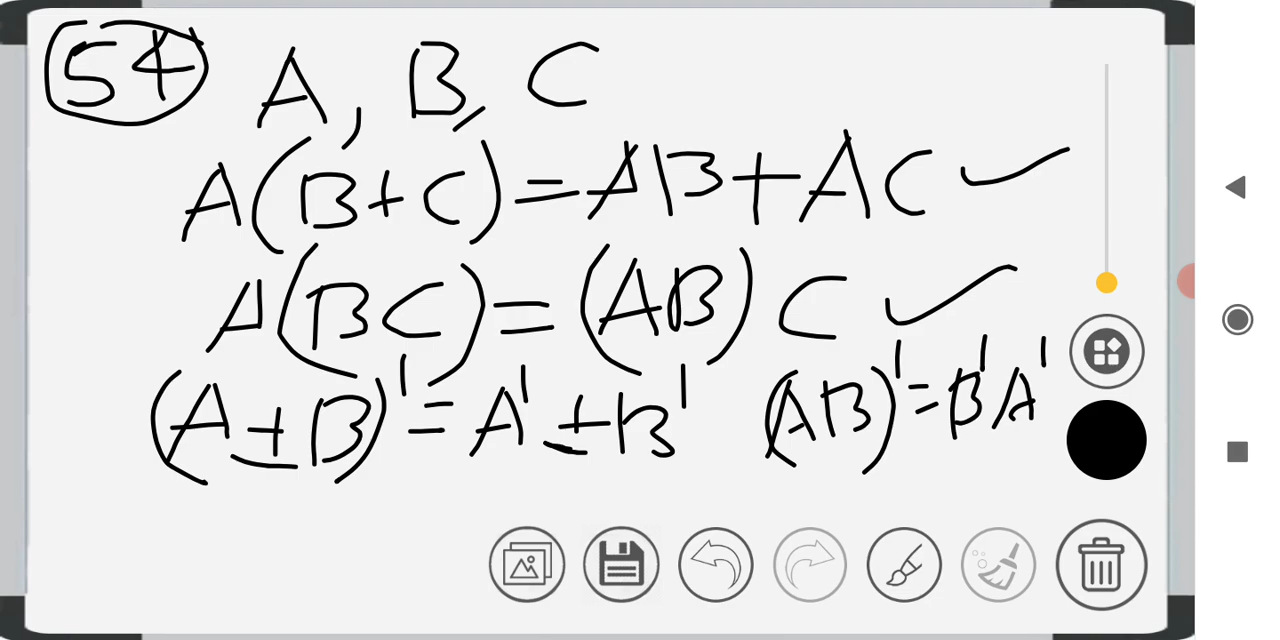 54 A, B, C
A(B+C)=AB+AC ✓
A(BC)=(AB)C ✓
(A±B)'=A'±B' (AB)'=B'A'